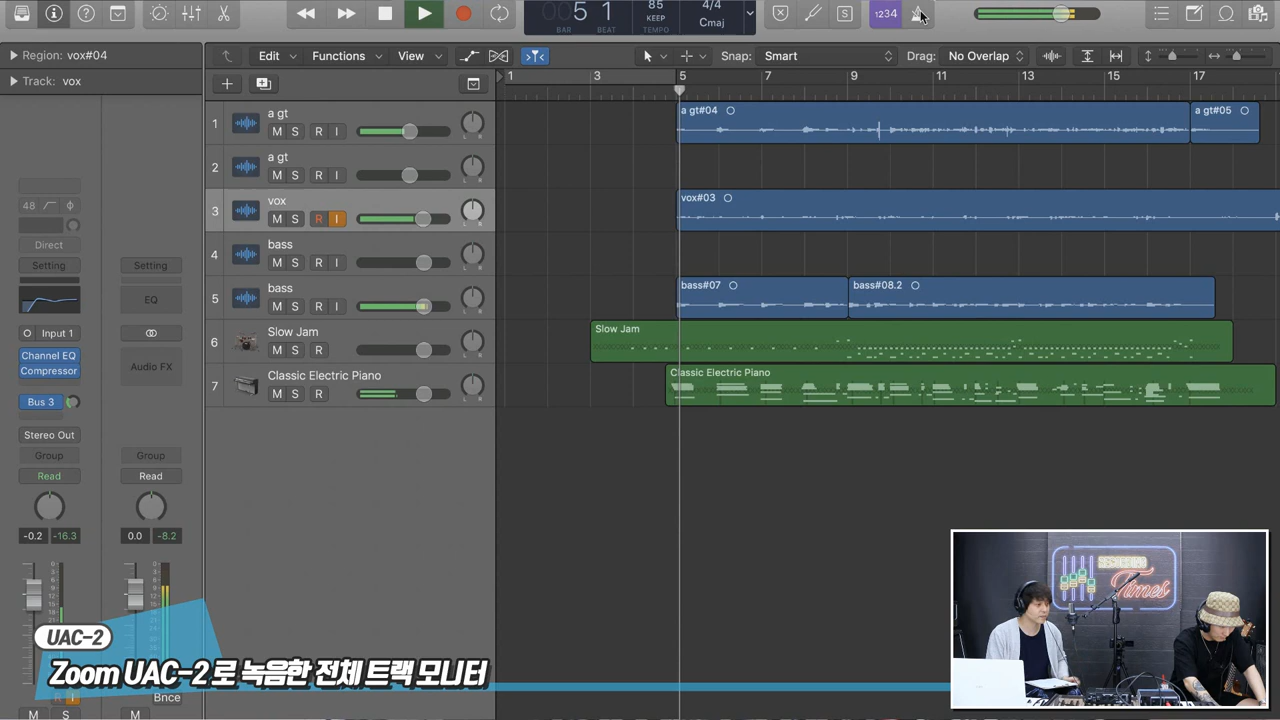 005 1
BAR
BEAT
85
KEEP
TEMPO
4/4
Cmaj
1234
S
Region: vox#04
Edit
Functions
View
Snap: Smart
Drag: No Overlap
Track: vox
1 3 5 7 9 11 13 15 17
1
a gt
M S R I
2
a gt
M S R I
3
vox
M S R I
4
bass
M S R I
5
bass
M S R I
6
Slow Jam
M S R
7
Classic Electric Piano
M S R
a gt#04
a gt#05
vox#03
bass#07
bass#08.2
Slow Jam
Classic Electric Piano
48
Direct
Setting
Setting
EQ
Input 1
Channel EQ
Compressor
Audio FX
Bus 3
Stereo Out
Group
Group
Read
Read
-0.2 -16.3
0.0 -8.2
Times
UAC-2
Zoom UAC-2로 녹음한 전체 트랙 모니터
R I
Bnce
M S
M